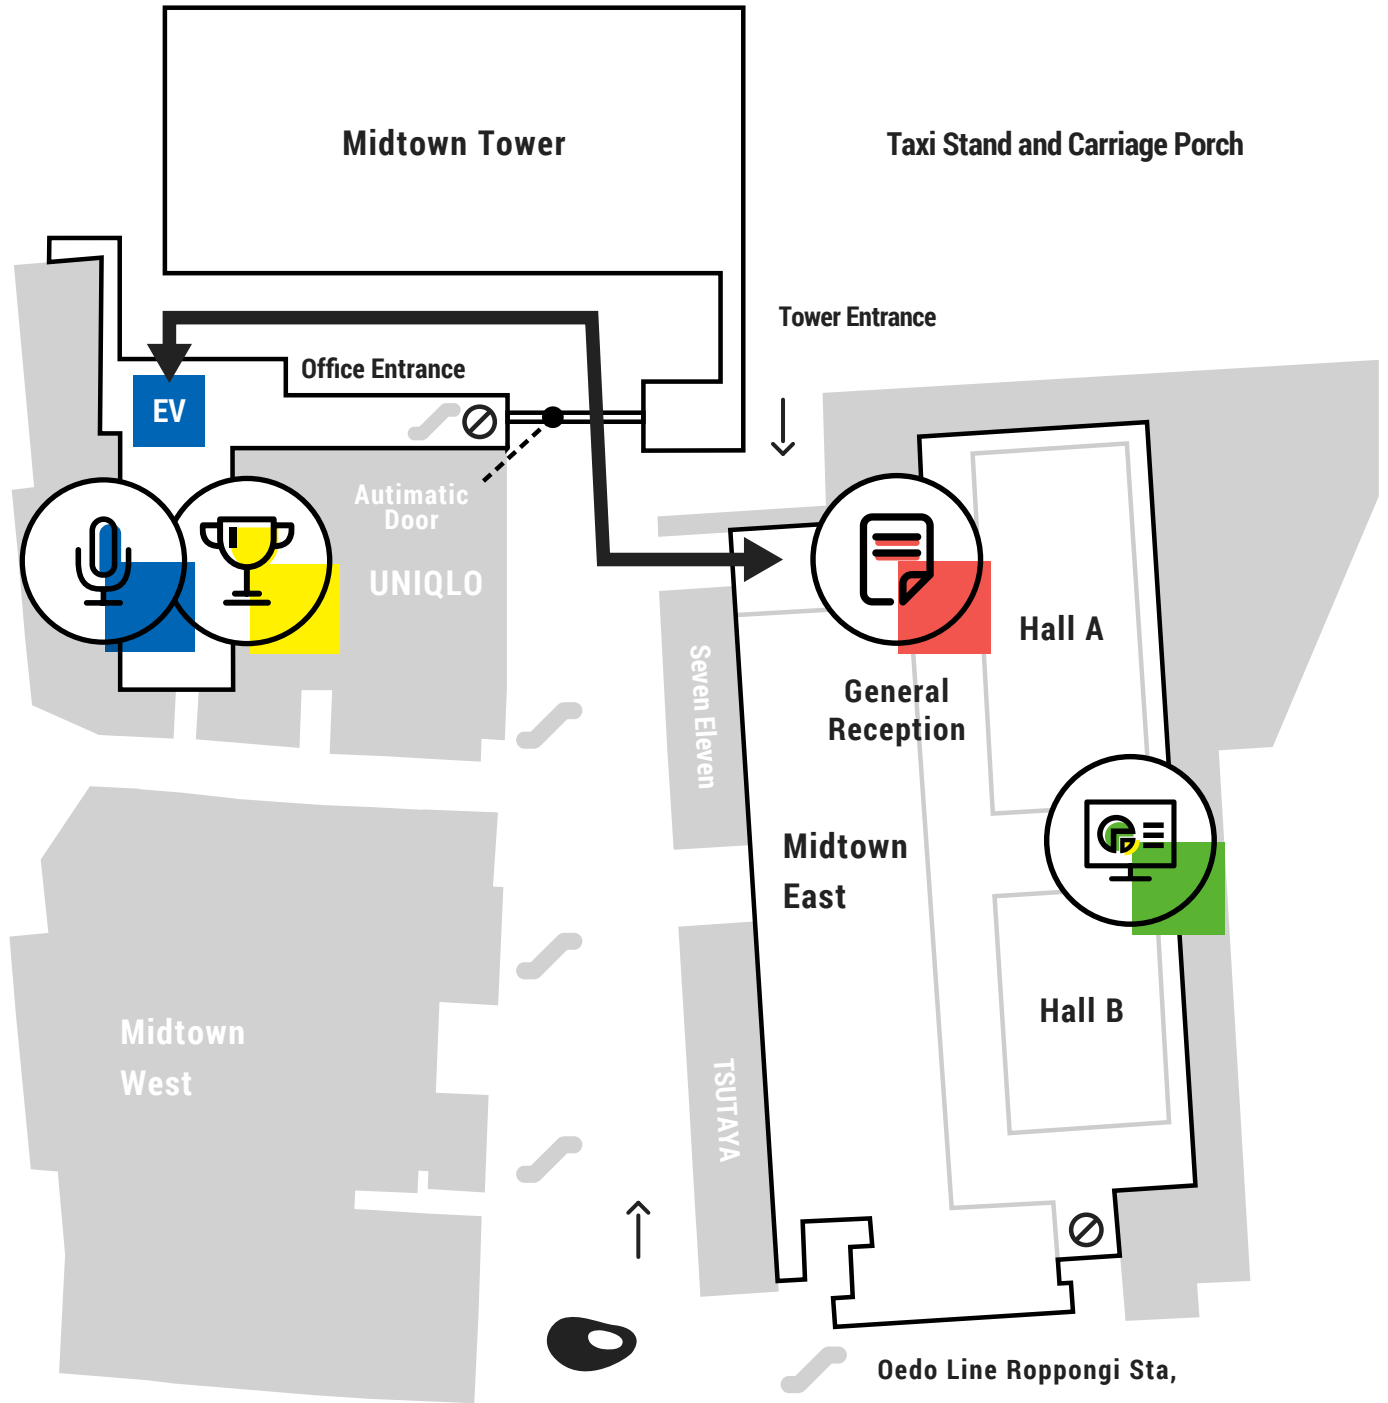 Midtown Tower
Taxi Stand and Carriage Porch
Tower Entrance
Office Entrance
EV
Autimatic
Door
UNIQLO
Hall A
Seven Eleven
General
Reception
Midtown
East
Hall B
Midtown
West
TSUTAYA
Oedo Line Roppongi Sta,